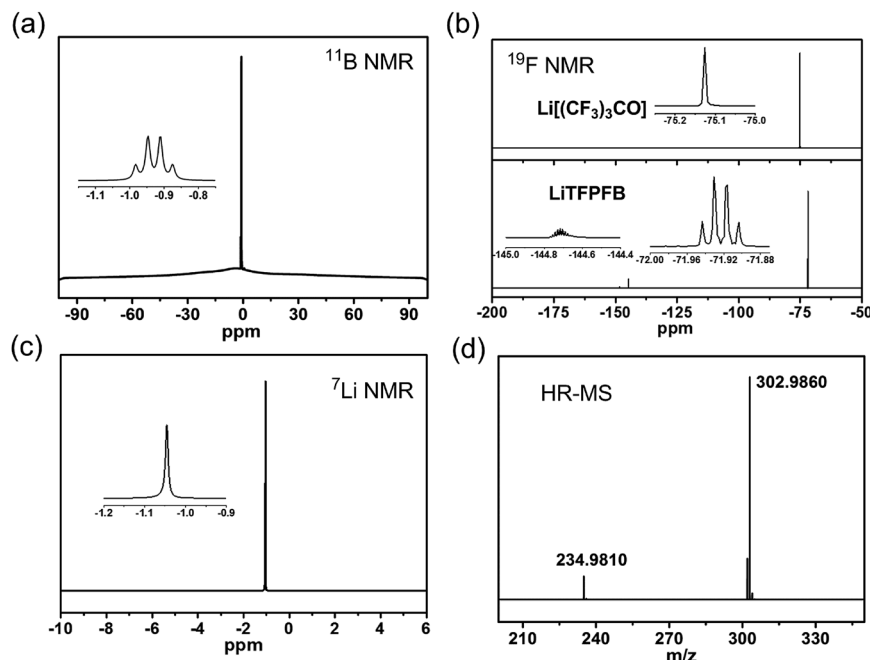 (a)
¹¹B NMR
-1.1 -1.0 -0.9 -0.8
-90 -60 -30 0 30 60 90
ppm
(b)
¹⁹F NMR
Li[(CF₃)₃CO]
-75.2 -75.1 -75.0
LiTFPFB
-145.0 -144.8 -144.6 -144.4
-72.00 -71.96 -71.92 -71.88
-200 -175 -150 -125 -100 -75 -50
ppm
(c)
⁷Li NMR
-1.2 -1.1 -1.0 -0.9
-10 -8 -6 -4 -2 0 2 4 6
ppm
(d)
HR-MS
302.9860
234.9810
210 240 270 300 330
m/z